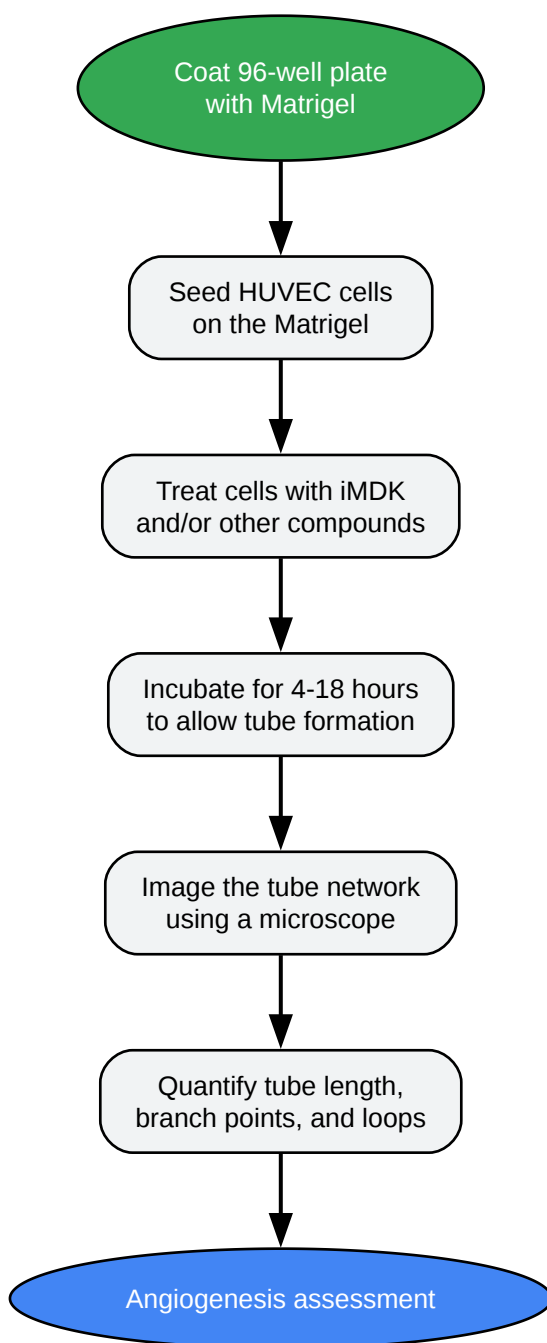 Coat 96-well plate
with Matrigel
Seed HUVEC cells
on the Matrigel
Treat cells with iMDK
and/or other compounds
Incubate for 4-18 hours
to allow tube formation
Image the tube network
using a microscope
Quantify tube length,
branch points, and loops
Angiogenesis assessment